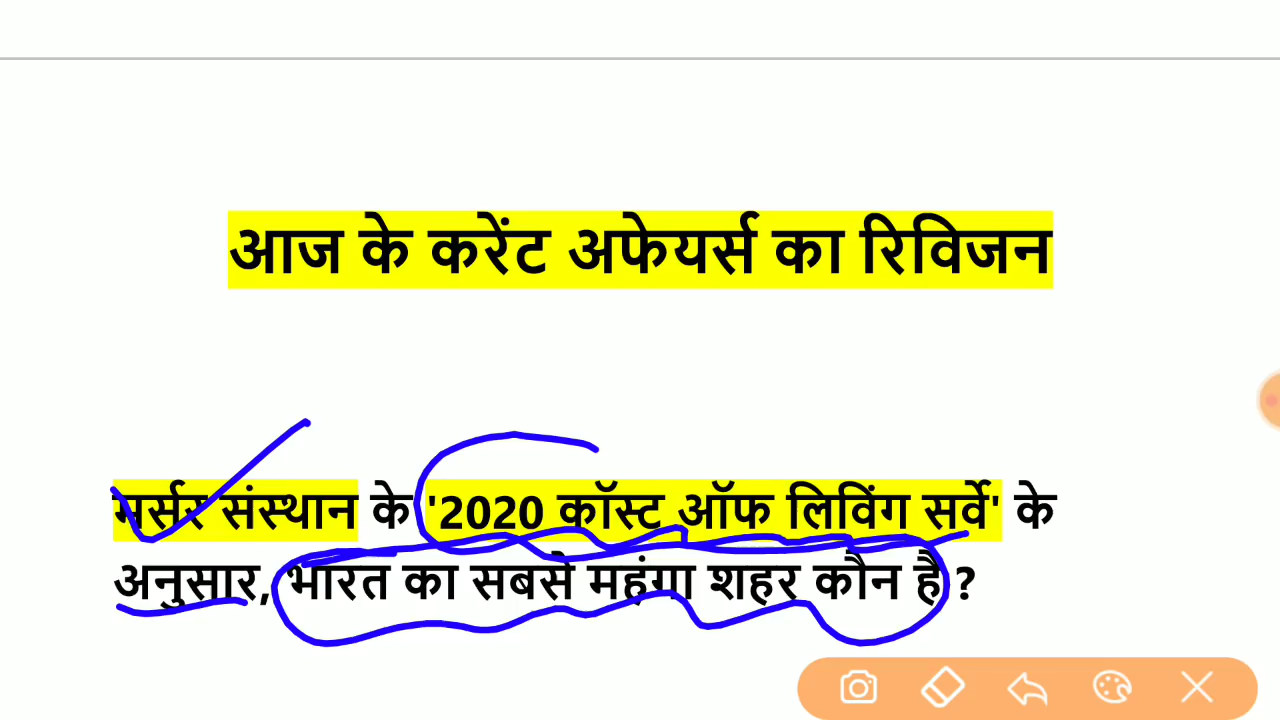 आज के करेंट अफेयर्स का रिविजन
मर्सर संस्थान के '2020 कॉस्ट ऑफ लिविंग सर्वे' के
अनुसार, भारत का सबसे महंगा शहर कौन है ?